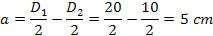 a = D₁/2 − D₂/2 = 20/2 − 10/2 = 5 cm